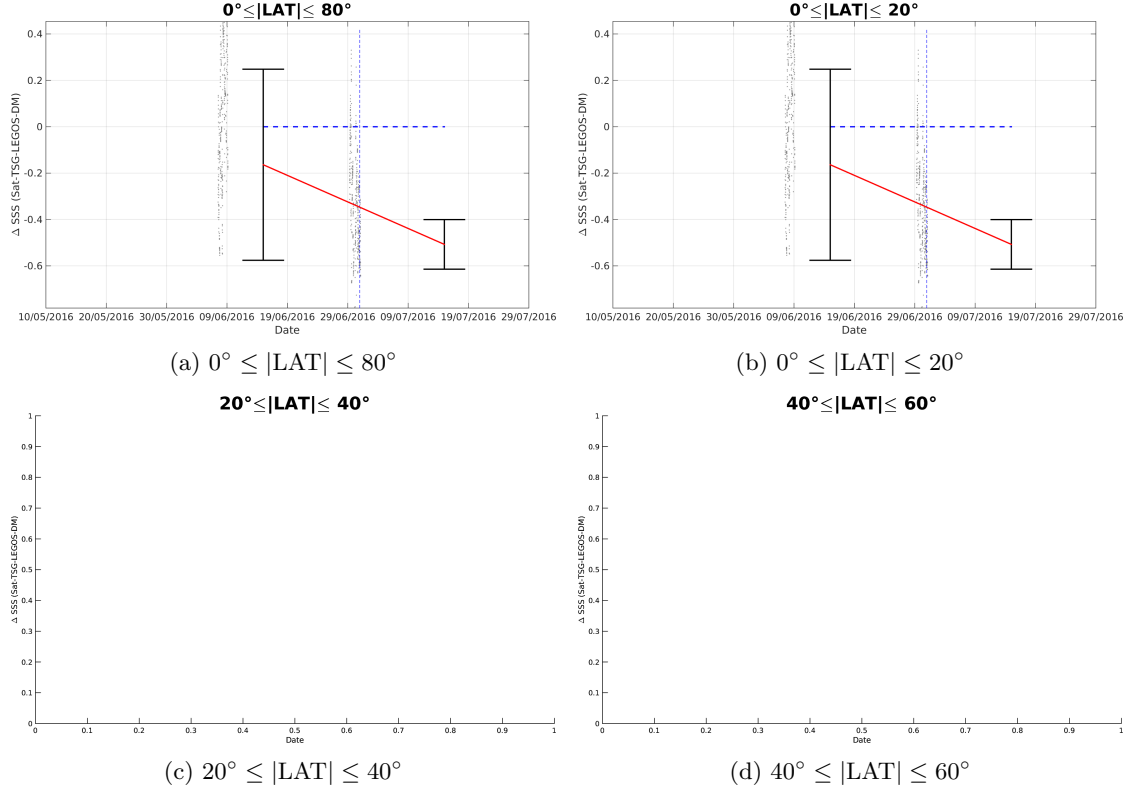 0°≤|LAT|≤ 80°
0°≤|LAT|≤ 20°
Δ SSS (Sat-TSG-LEGOS-DM)
0.4
0.2
0
-0.2
-0.4
-0.6
10/05/2016 20/05/2016 30/05/2016 09/06/2016 19/06/2016 29/06/2016 09/07/2016 19/07/2016 29/07/2016
Date
Δ SSS (Sat-TSG-LEGOS-DM)
0.4
0.2
0
-0.2
-0.4
-0.6
10/05/2016 20/05/2016 30/05/2016 09/06/2016 19/06/2016 29/06/2016 09/07/2016 19/07/2016 29/07/2016
Date
(a) 0° ≤ |LAT| ≤ 80°
(b) 0° ≤ |LAT| ≤ 20°
20°≤|LAT|≤ 40°
40°≤|LAT|≤ 60°
Δ SSS (Sat-TSG-LEGOS-DM)
1
0.9
0.8
0.7
0.6
0.5
0.4
0.3
0.2
0.1
0
0 0.1 0.2 0.3 0.4 0.5 0.6 0.7 0.8 0.9 1
Date
Δ SSS (Sat-TSG-LEGOS-DM)
1
0.9
0.8
0.7
0.6
0.5
0.4
0.3
0.2
0.1
0
0 0.1 0.2 0.3 0.4 0.5 0.6 0.7 0.8 0.9 1
Date
(c) 20° ≤ |LAT| ≤ 40°
(d) 40° ≤ |LAT| ≤ 60°